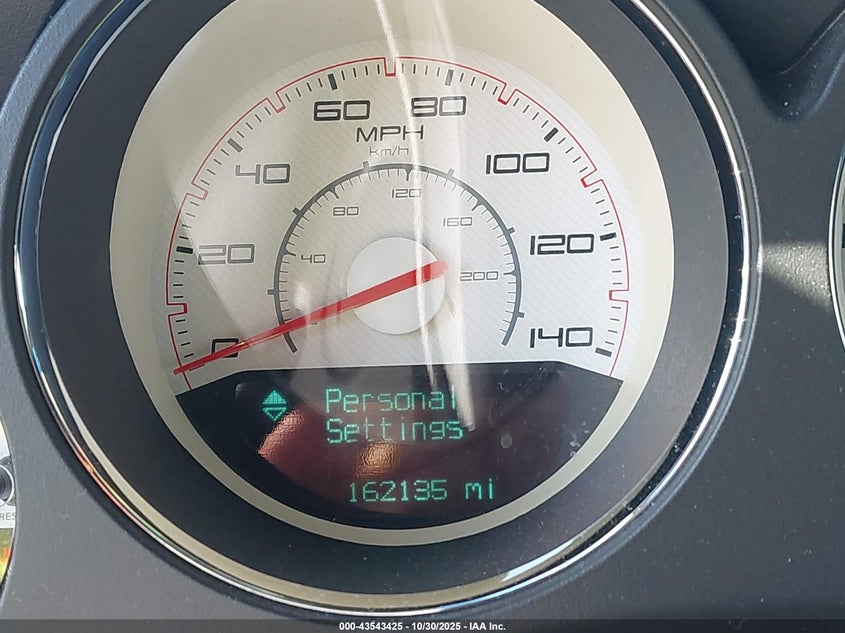 60 80
MPH
km/h
40 100
80 120 160
20 40 200 120
0 140
Personal
Settings
162135 mi
RES
000-43543425 - 10/30/2025 - IAA Inc.